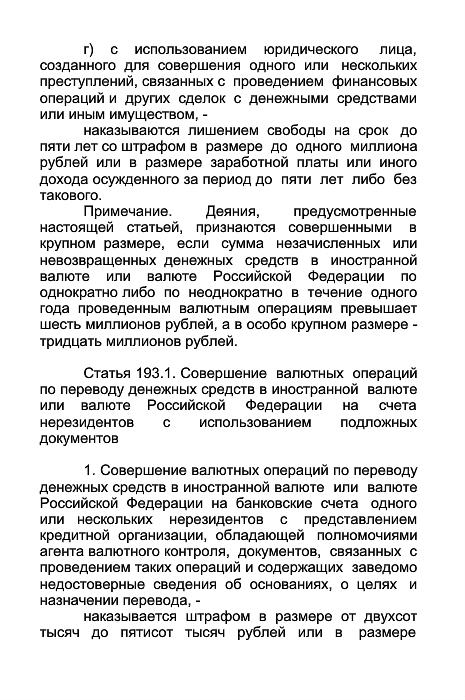 г) с использованием юридического лица,
созданного для совершения одного или нескольких
преступлений, связанных с проведением финансовых
операций и других сделок с денежными средствами
или иным имуществом, -
наказываются лишением свободы на срок до
пяти лет со штрафом в размере до одного миллиона
рублей или в размере заработной платы или иного
дохода осужденного за период до пяти лет либо без
такового.
Примечание. Деяния, предусмотренные
настоящей статьей, признаются совершенными в
крупном размере, если сумма незачисленных или
невозвращенных денежных средств в иностранной
валюте или валюте Российской Федерации по
однократно либо по неоднократно в течение одного
года проведенным валютным операциям превышает
шесть миллионов рублей, а в особо крупном размере -
тридцать миллионов рублей.
Статья 193.1. Совершение валютных операций
по переводу денежных средств в иностранной валюте
или валюте Российской Федерации на счета
нерезидентов с использованием подложных
документов
1. Совершение валютных операций по переводу
денежных средств в иностранной валюте или валюте
Российской Федерации на банковские счета одного
или нескольких нерезидентов с представлением
кредитной организации, обладающей полномочиями
агента валютного контроля, документов, связанных с
проведением таких операций и содержащих заведомо
недостоверные сведения об основаниях, о целях и
назначении перевода, -
наказывается штрафом в размере от двухсот
тысяч до пятисот тысяч рублей или в размере